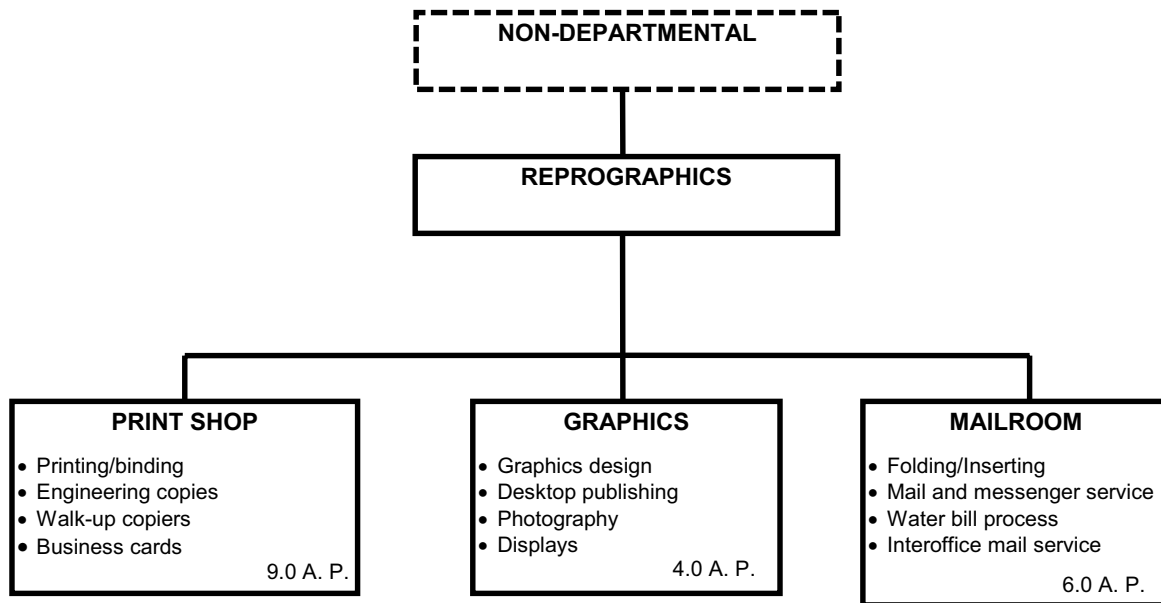 NON-DEPARTMENTAL
REPROGRAPHICS
PRINT SHOP
• Printing/binding
• Engineering copies
• Walk-up copiers
• Business cards
9.0 A. P.
GRAPHICS
• Graphics design
• Desktop publishing
• Photography
• Displays
4.0 A. P.
MAILROOM
• Folding/Inserting
• Mail and messenger service
• Water bill process
• Interoffice mail service
6.0 A. P.